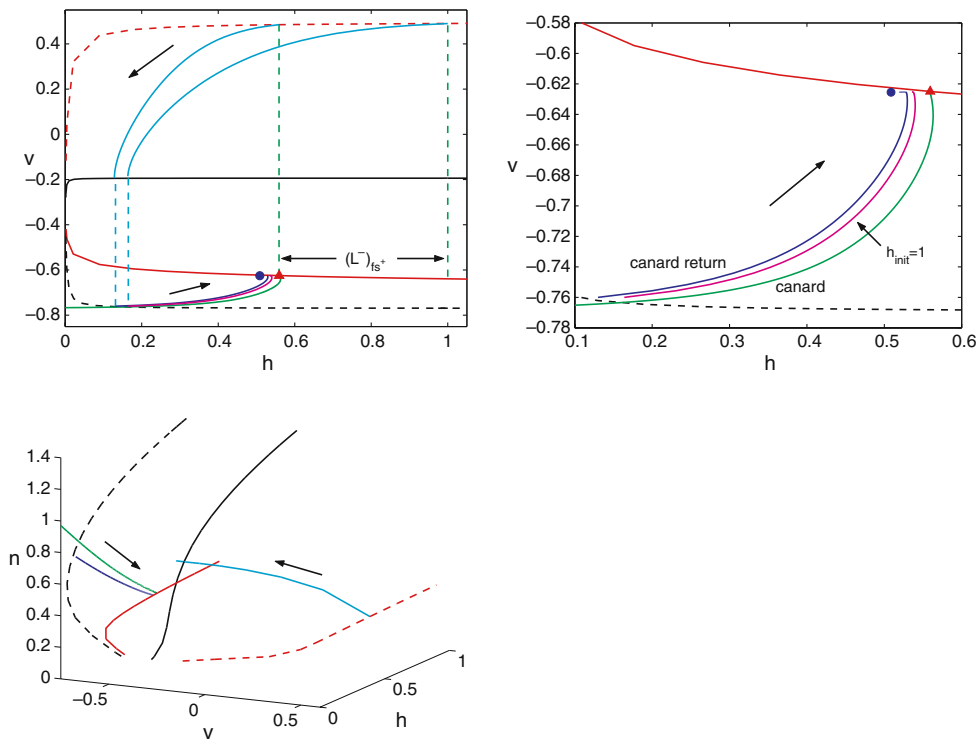 0.4
0.2
0
v
−0.2
−0.4
−0.6
−0.8
(L⁻)fs⁺
0 0.2 0.4 0.6 0.8 1
h
−0.58
−0.6
−0.62
−0.64
−0.66
−0.68
v
−0.7
−0.72
−0.74
−0.76
−0.78
canard return
h_init=1
canard
0.1 0.2 0.3 0.4 0.5 0.6
h
1.4
1.2
1
0.8
n
0.6
0.4
0.2
0
−0.5
0
0.5
v
0
0.5
1
h